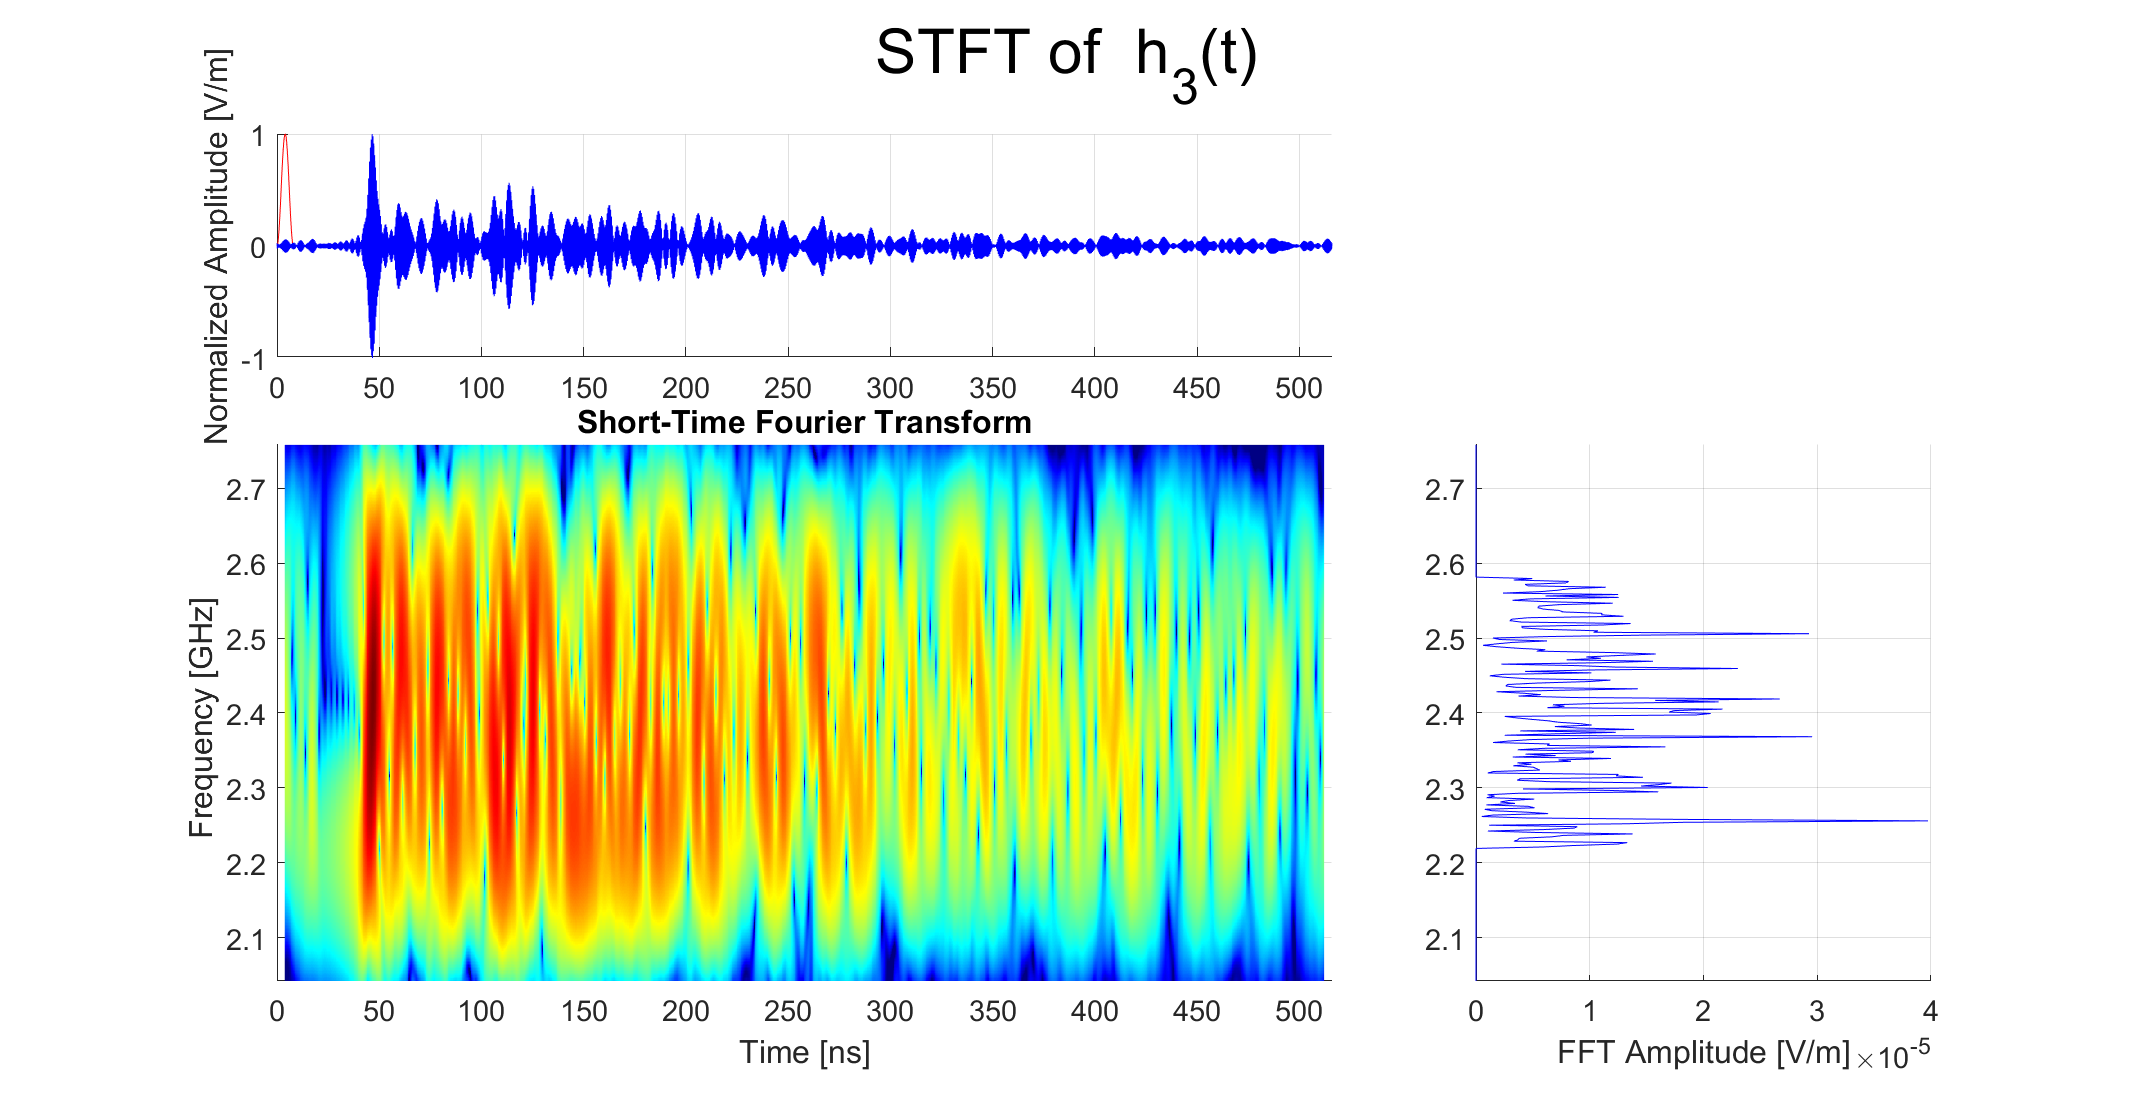 STFT of h₃(t)
Normalized Amplitude [V/m]
1
0
-1
0 50 100 150 200 250 300 350 400 450 500
Short-Time Fourier Transform
Frequency [GHz]
2.7
2.6
2.5
2.4
2.3
2.2
2.1
0 50 100 150 200 250 300 350 400 450 500
Time [ns]
2.7
2.6
2.5
2.4
2.3
2.2
2.1
0 1 2 3 4
FFT Amplitude [V/m] ×10⁻⁵